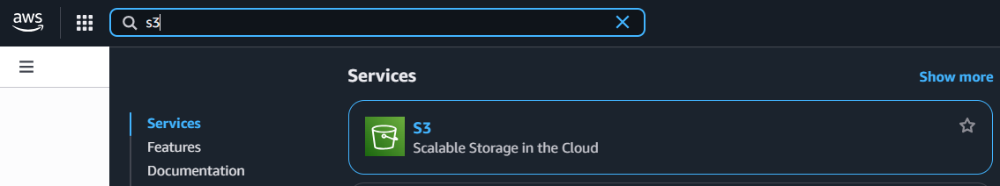 aws
s3
Services
Show more
Services
S3
Features
Scalable Storage in the Cloud
Documentation